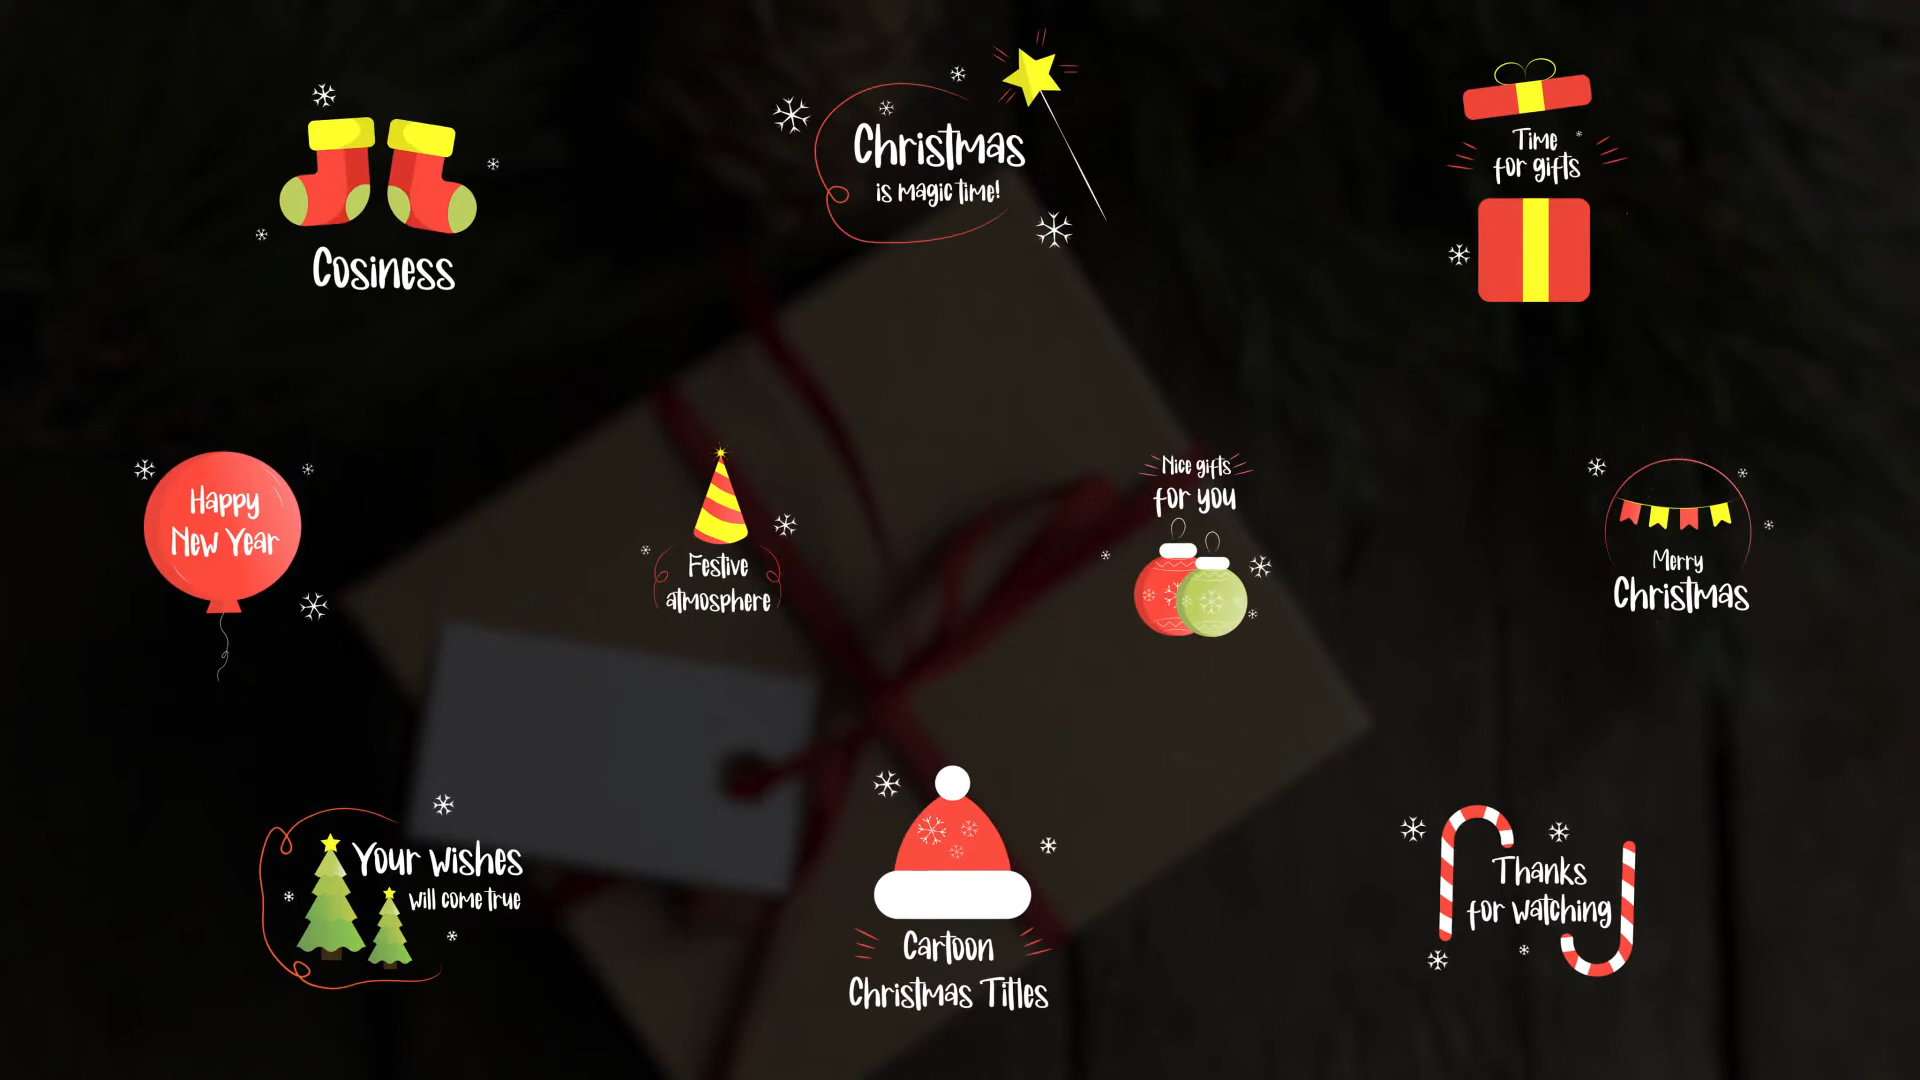 Cosiness
Christmas
is magic time!
Time
for gifts
Happy
New Year
Festive
atmosphere
Nice gifts
for you
Merry
Christmas
Your wishes
will come true
Cartoon
Christmas Titles
Thanks
for watching